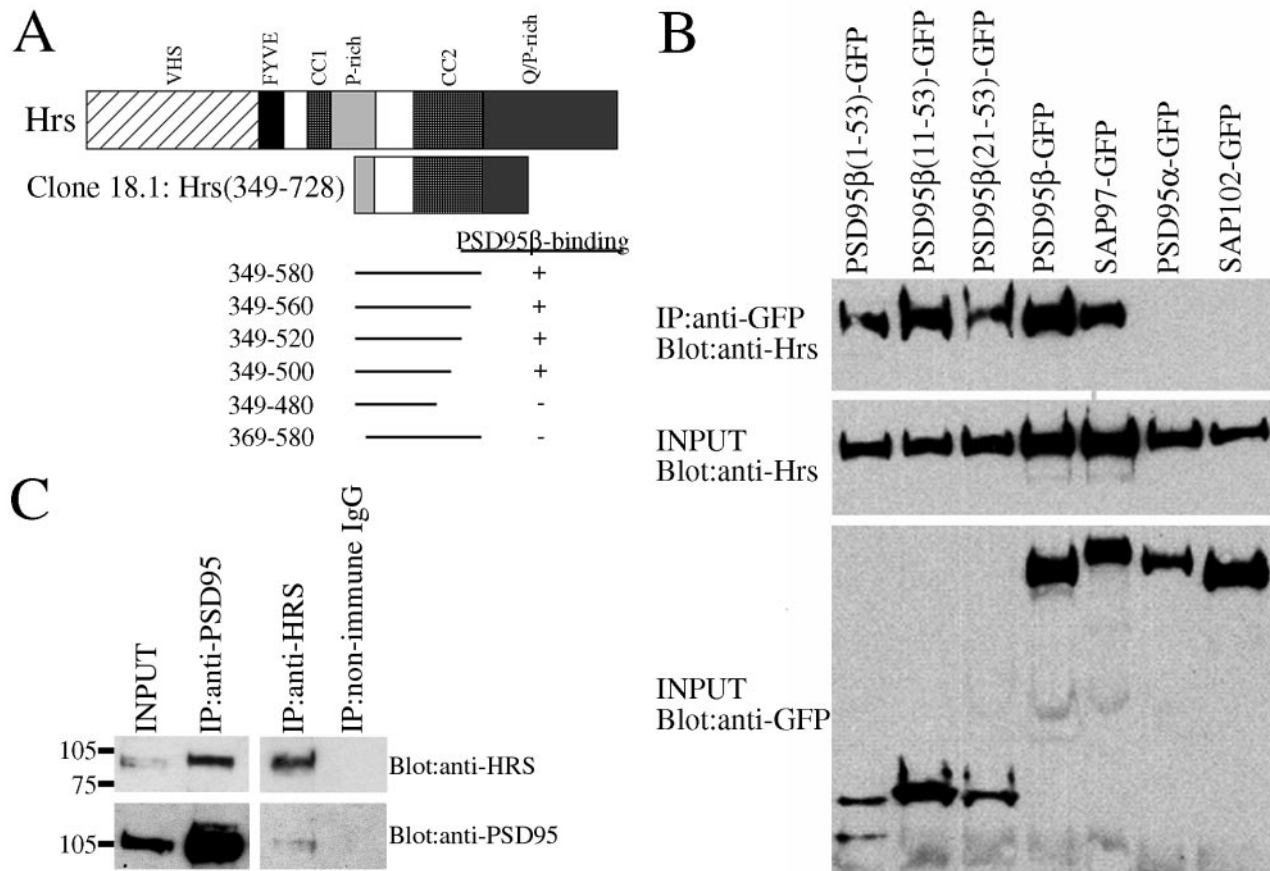 A
VHS
FYVE
CC1
P-rich
CC2
Q/P-rich
Hrs
Clone 18.1: Hrs(349-728)
PSD95β-binding
349-580 +
349-560 +
349-520 +
349-500 +
349-480 -
369-580 -
B
PSD95β(1-53)-GFP
PSD95β(11-53)-GFP
PSD95β(21-53)-GFP
PSD95β-GFP
SAP97-GFP
PSD95α-GFP
SAP102-GFP
IP:anti-GFP
Blot:anti-Hrs
INPUT
Blot:anti-Hrs
INPUT
Blot:anti-GFP
C
INPUT
IP:anti-PSD95
IP:anti-HRS
IP:non-immune IgG
105
75
Blot:anti-HRS
105
Blot:anti-PSD95